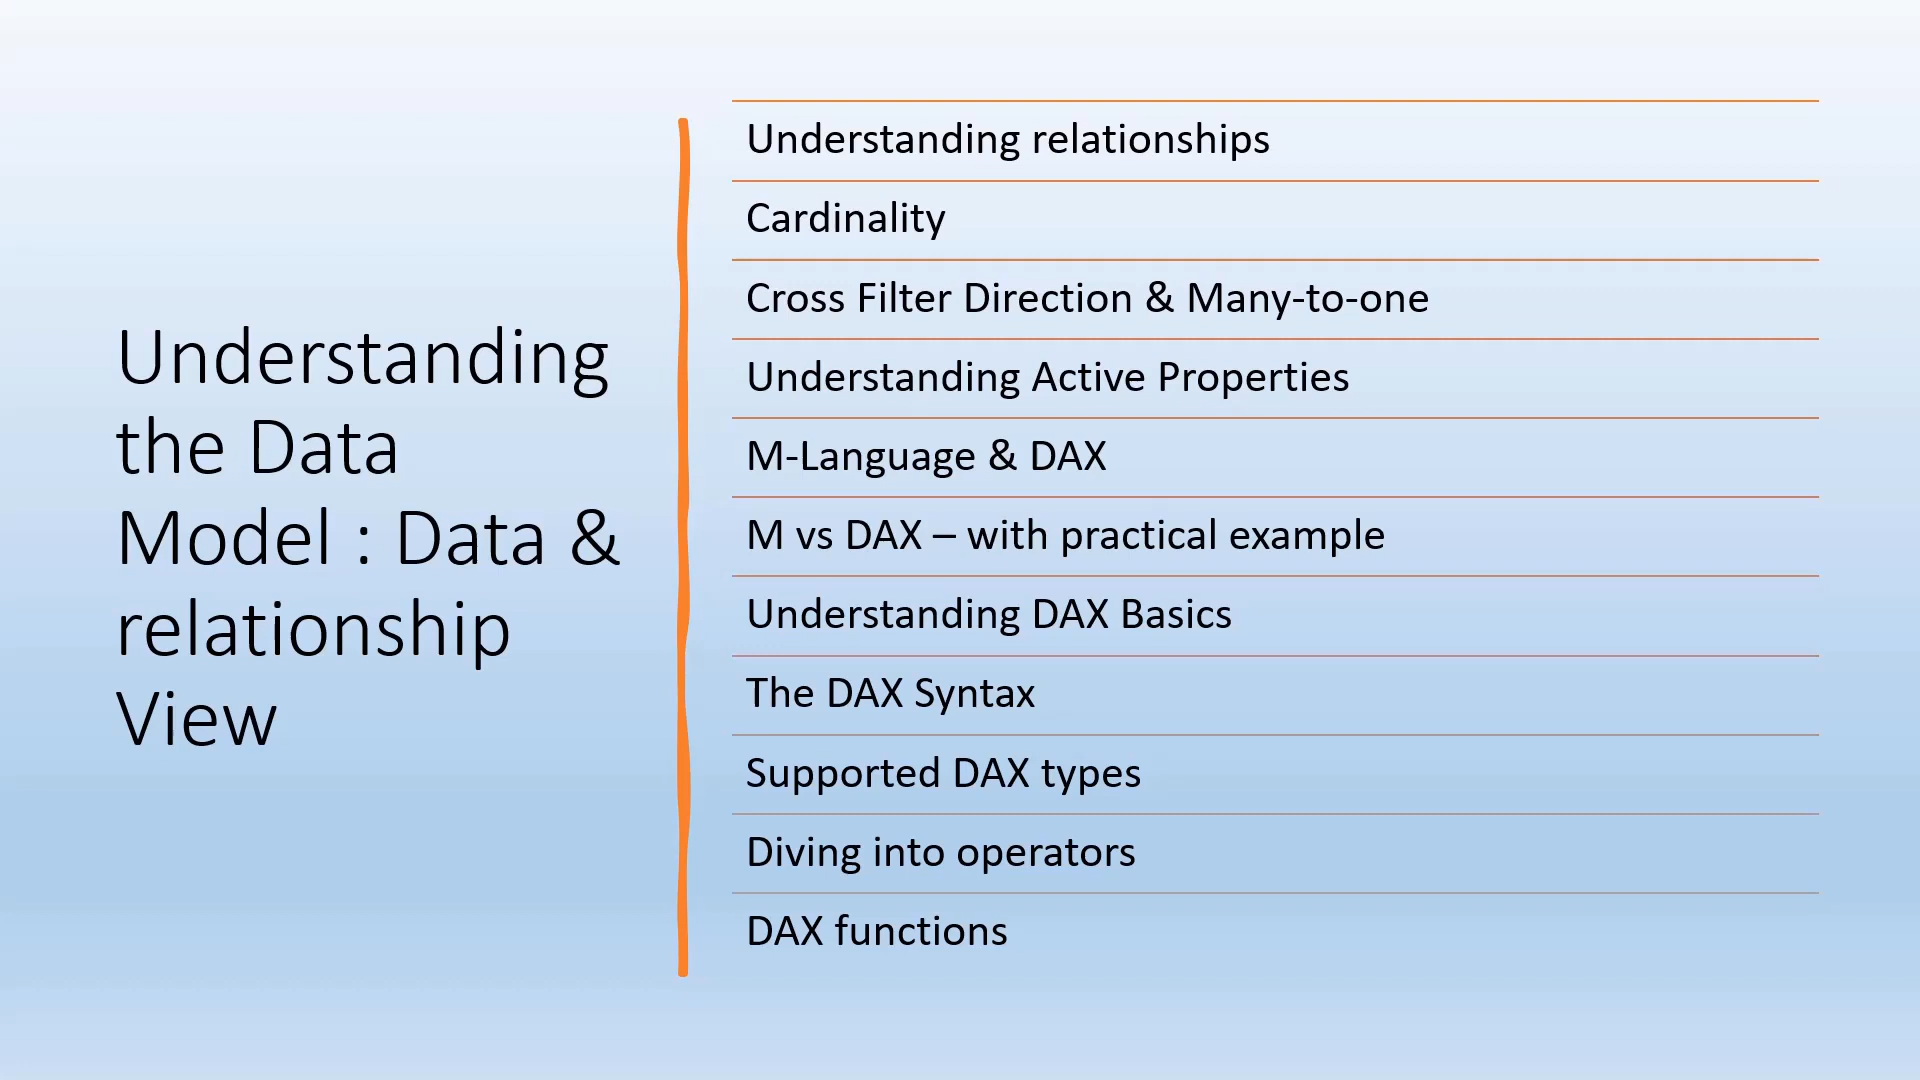 Understanding
the Data
Model : Data &
relationship
View
Understanding relationships
Cardinality
Cross Filter Direction & Many-to-one
Understanding Active Properties
M-Language & DAX
M vs DAX – with practical example
Understanding DAX Basics
The DAX Syntax
Supported DAX types
Diving into operators
DAX functions